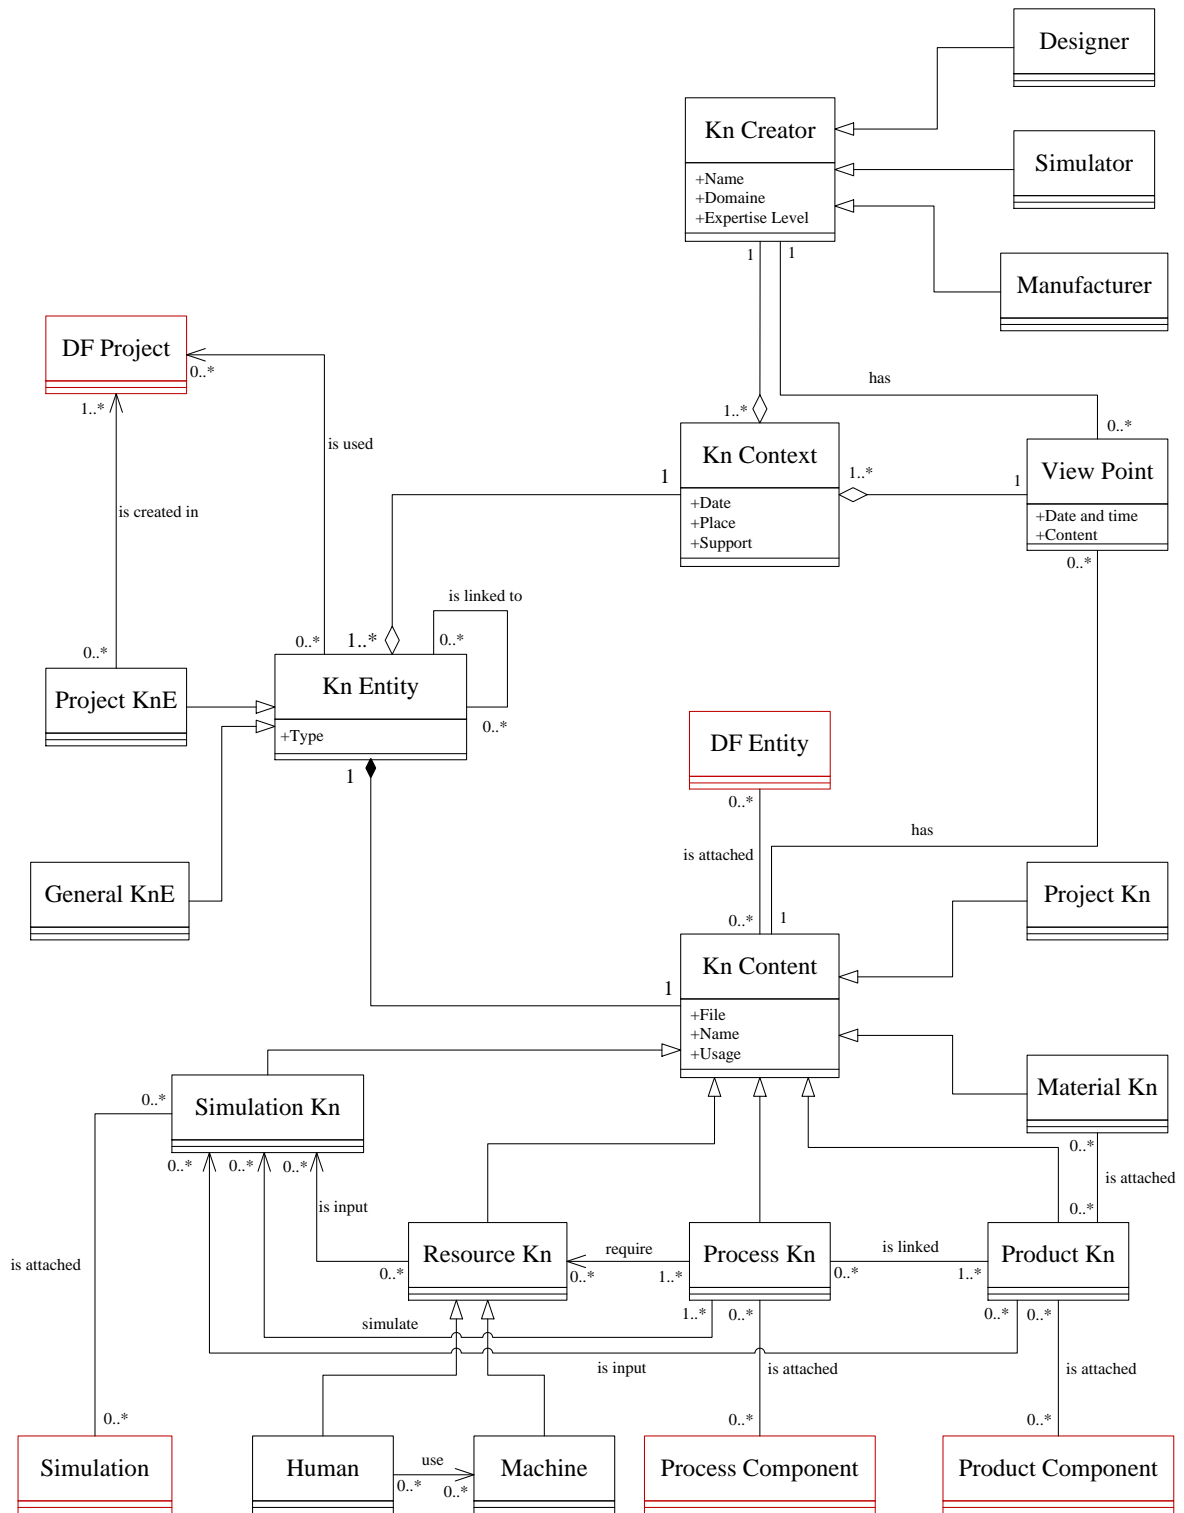 Designer
Kn Creator
+Name
+Domaine
+Expertise Level
Simulator
1
1
Manufacturer
DF Project
0..*
1..*
has
is used
1..*
0..*
Kn Context
+Date
+Place
+Support
1
1..*
1
View Point
+Date and time
+Content
0..*
is created in
is linked to
0..*
0..*
1..*
0..*
Project KnE
Kn Entity
+Type
0..*
1
DF Entity
0..*
has
is attached
General KnE
Project Kn
0..*
1
Kn Content
+File
+Name
+Usage
1
Simulation Kn
0..*
Material Kn
0..*
0..*
0..*
0..*
is attached
is input
0..*
Resource Kn
require
Process Kn
is linked
Product Kn
is attached
0..*
0..*
1..*
0..*
1..*
simulate
1..*
0..*
0..*
0..*
is input
is attached
is attached
0..*
0..*
0..*
Simulation
Human
use
0..*
0..*
Machine
Process Component
Product Component